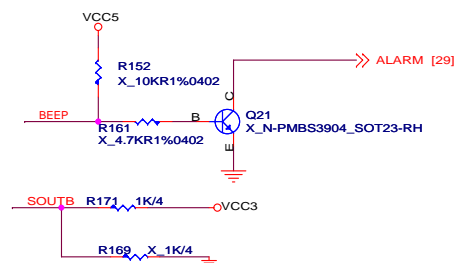 VCC5
R152
X_10KR1%0402
ALARM [29]
BEEP
R161
X_4.7KR1%0402
B
C
E
Q21
X_N-PMBS3904_SOT23-RH
SOUTB
R171 1K/4
VCC3
R169 X_1K/4